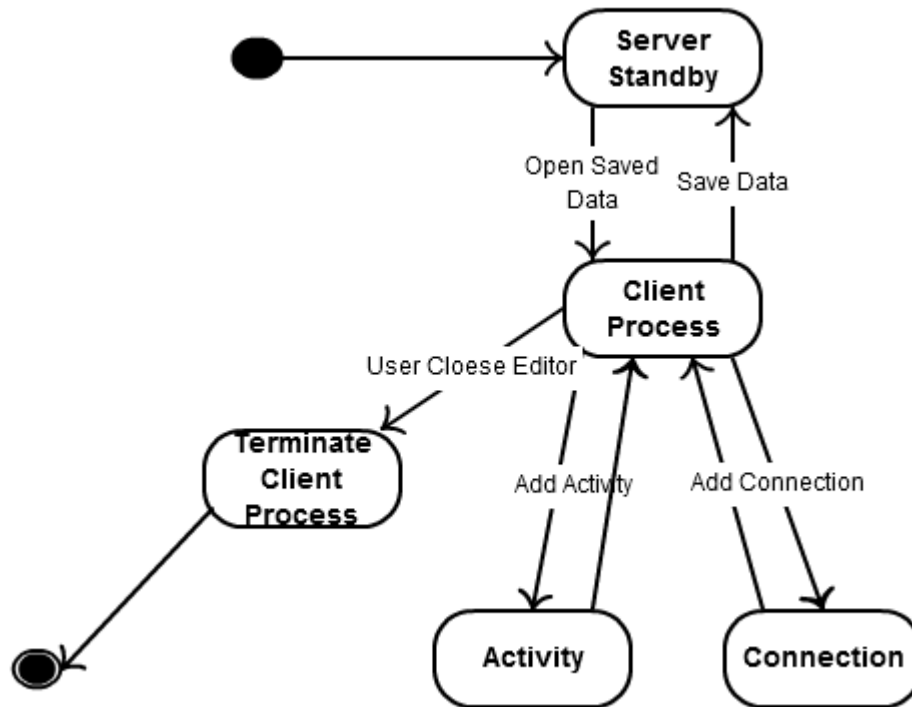 Server
Standby
Open Saved
Data
Save Data
Client
Process
User Cloese Editor
Terminate
Client
Process
Add Activity
Add Connection
Activity
Connection